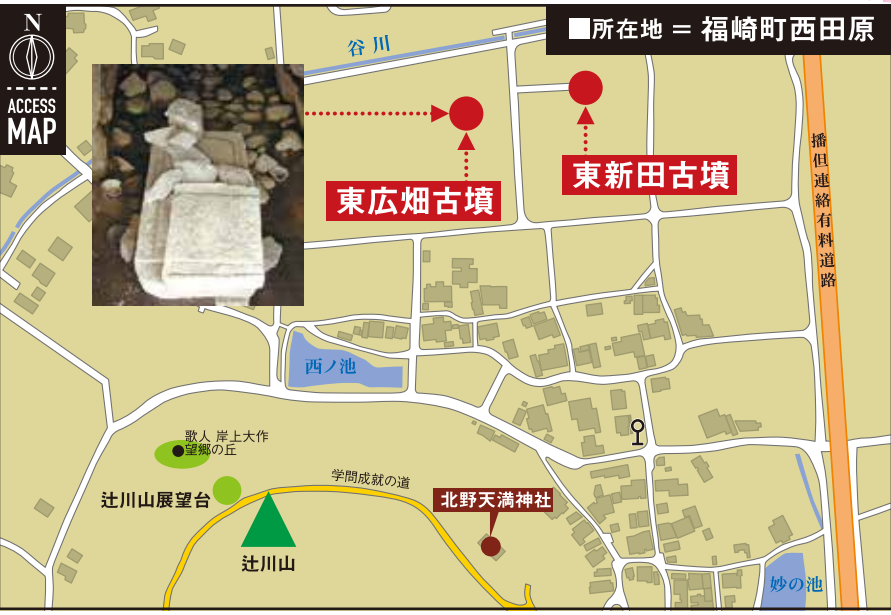 N
ACCESS
MAP
■所在地 = 福崎町西田原
谷川
東広畑古墳
東新田古墳
播但連絡有料道路
西ノ池
歌人 岸上大作
望郷の丘
辻川山展望台
学問成就の道
辻川山
北野天満神社
妙の池